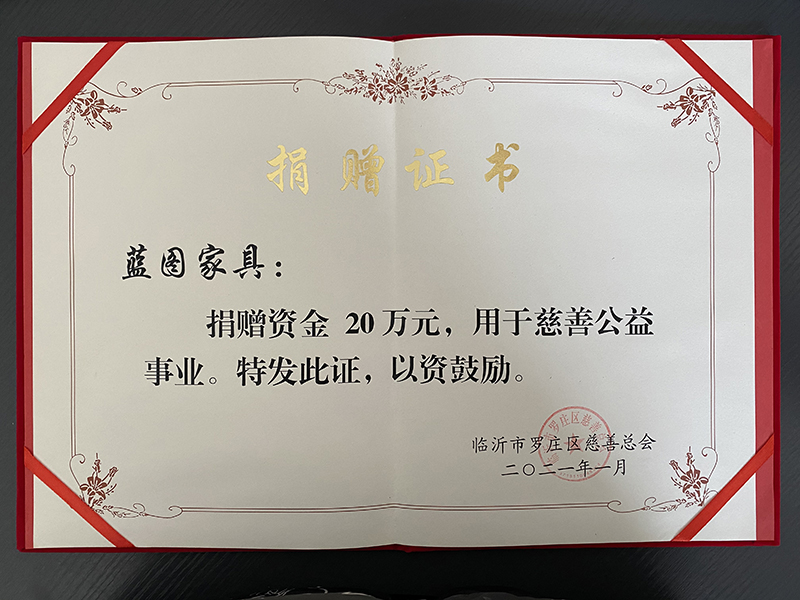 捐赠证书
蓝图家具：
捐赠资金 20 万元，用于慈善公益
事业。特发此证，以资鼓励。
临沂市罗庄区慈善总会
二〇二一年一月